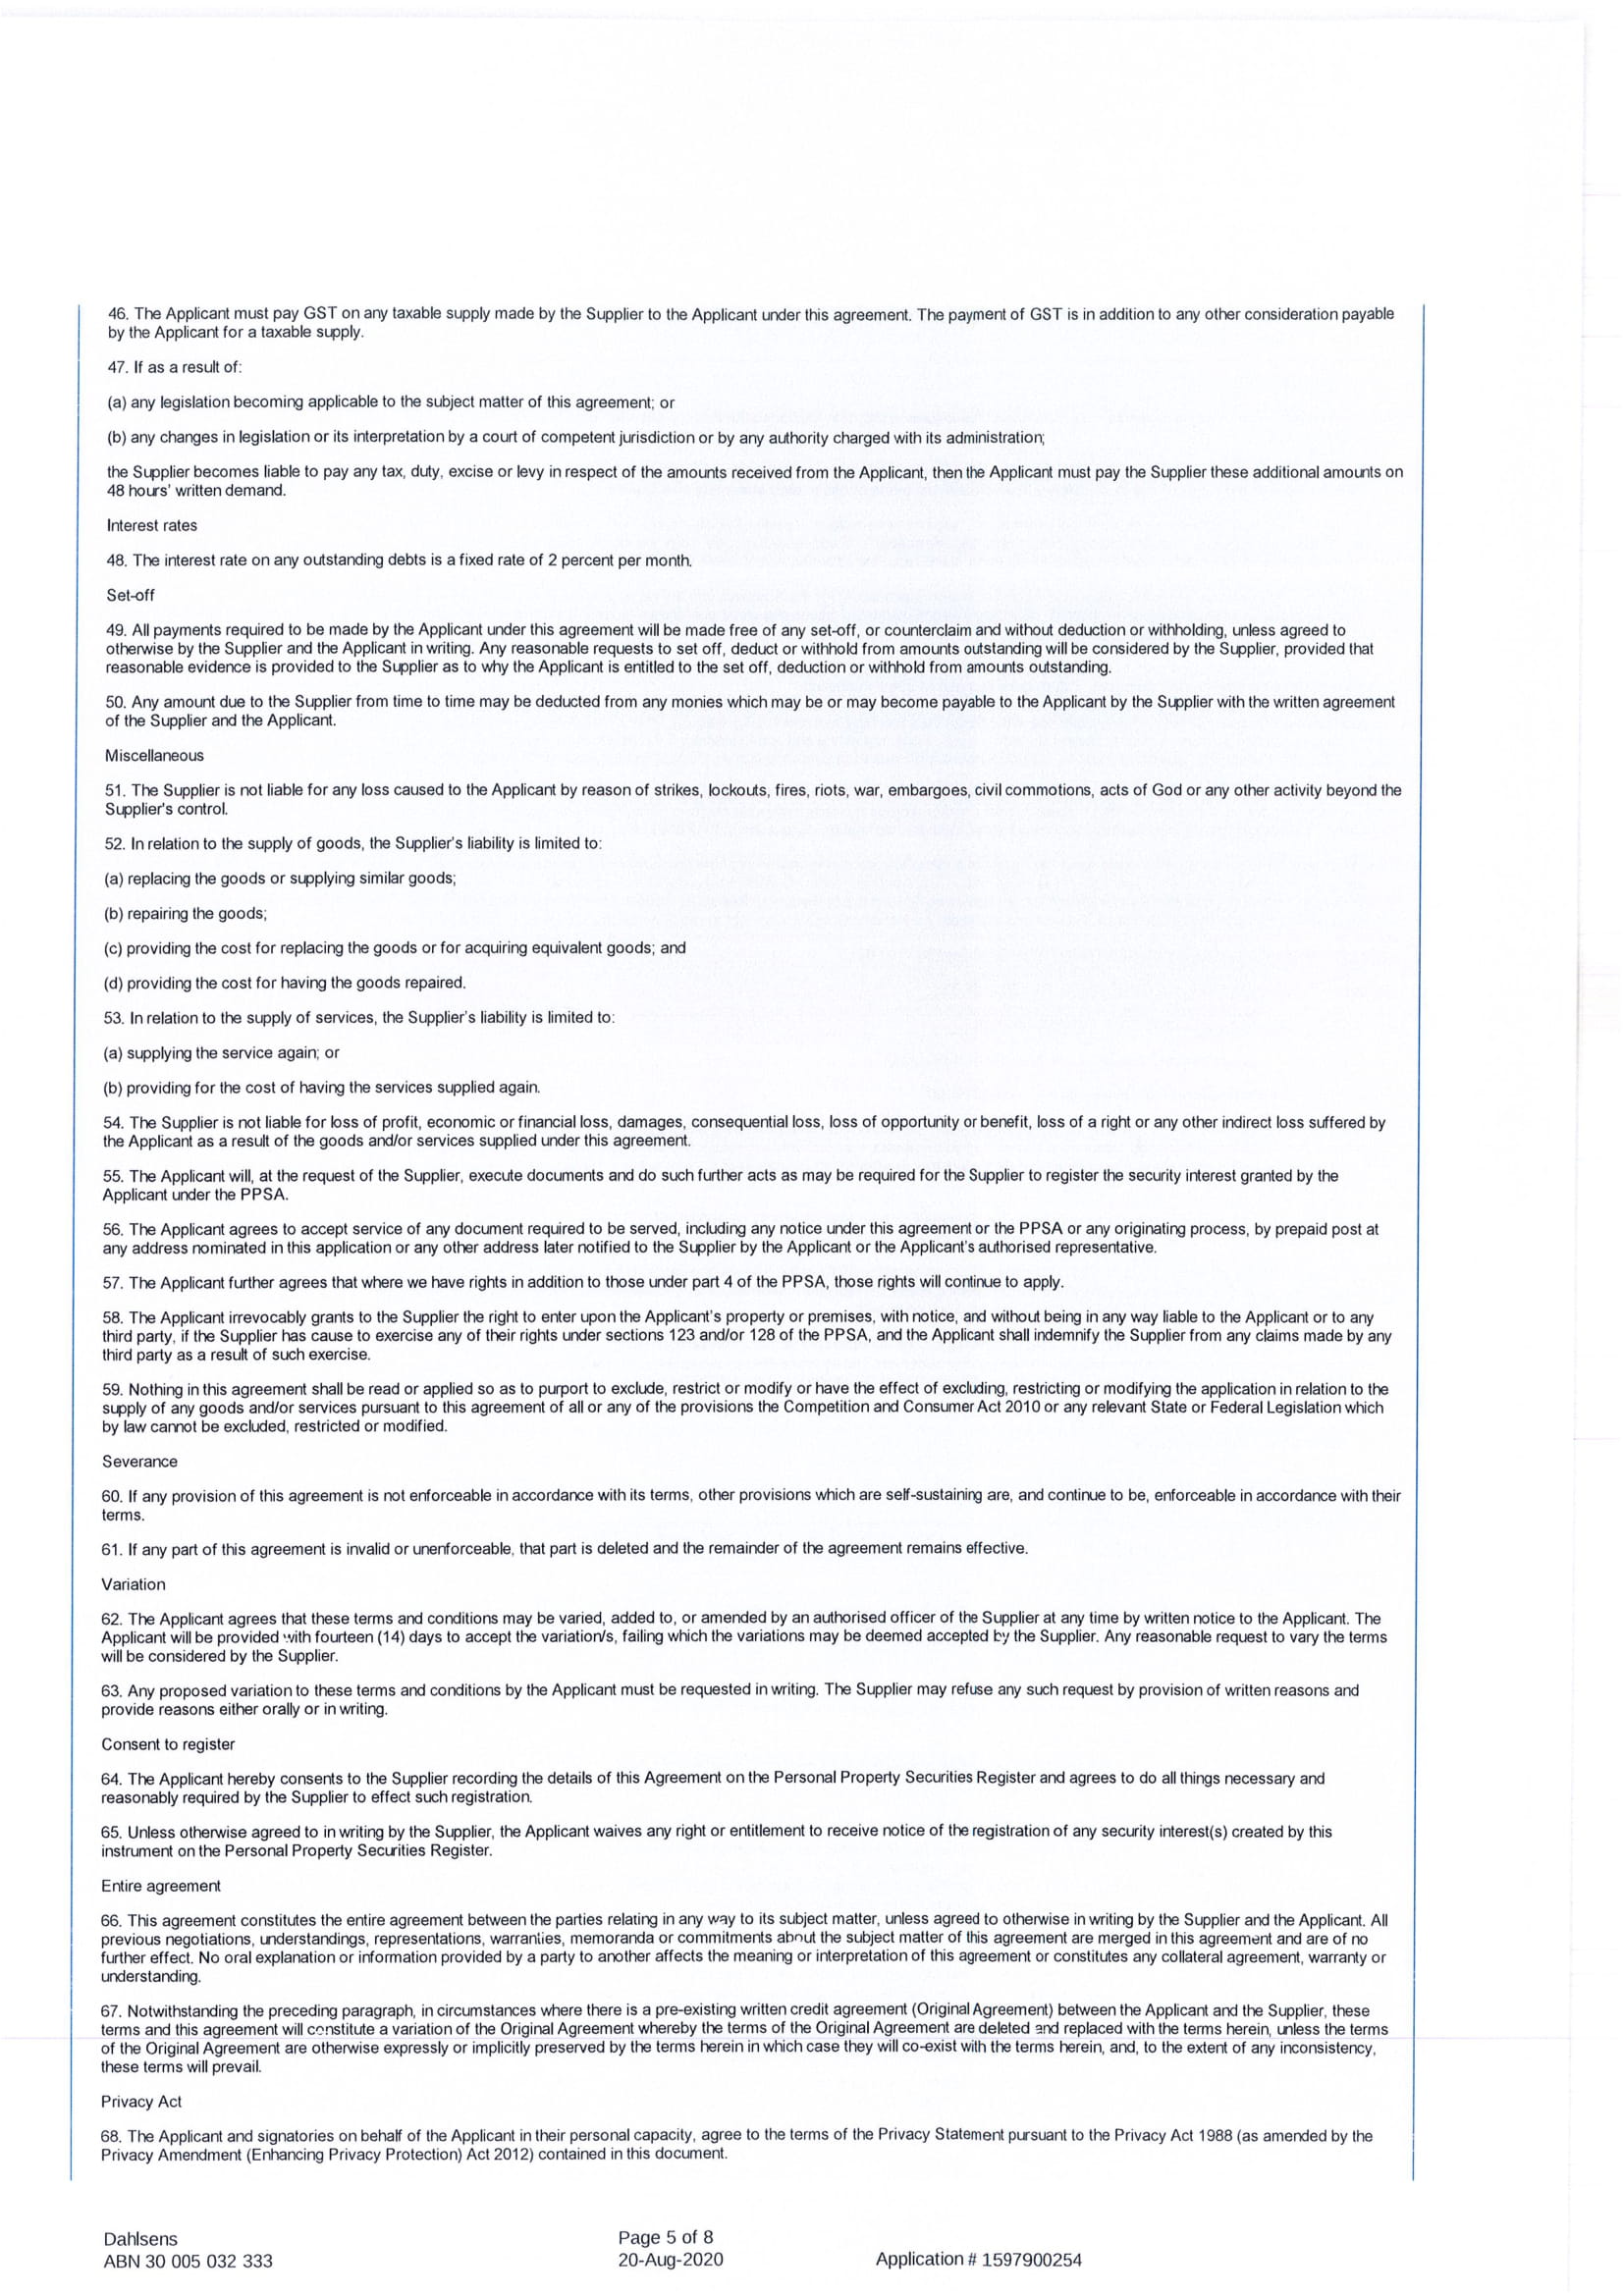 46. The Applicant must pay GST on any taxable supply made by the Supplier to the Applicant under this agreement. The payment of GST is in addition to any other consideration payable
by the Applicant for a taxable supply.
47. If as a result of:
(a) any legislation becoming applicable to the subject matter of this agreement; or
(b) any changes in legislation or its interpretation by a court of competent jurisdiction or by any authority charged with its administration;
the Supplier becomes liable to pay any tax, duty, excise or levy in respect of the amounts received from the Applicant, then the Applicant must pay the Supplier these additional amounts on
48 hours' written demand.
Interest rates
48. The interest rate on any outstanding debts is a fixed rate of 2 percent per month.
Set-off
49. All payments required to be made by the Applicant under this agreement will be made free of any set-off, or counterclaim and without deduction or withholding, unless agreed to
otherwise by the Supplier and the Applicant in writing. Any reasonable requests to set off, deduct or withhold from amounts outstanding will be considered by the Supplier, provided that
reasonable evidence is provided to the Supplier as to why the Applicant is entitled to the set off, deduction or withhold from amounts outstanding.
50. Any amount due to the Supplier from time to time may be deducted from any monies which may be or may become payable to the Applicant by the Supplier with the written agreement
of the Supplier and the Applicant.
Miscellaneous
51. The Supplier is not liable for any loss caused to the Applicant by reason of strikes, lockouts, fires, riots, war, embargoes, civil commotions, acts of God or any other activity beyond the
Supplier's control.
52. In relation to the supply of goods, the Supplier's liability is limited to:
(a) replacing the goods or supplying similar goods;
(b) repairing the goods;
(c) providing the cost for replacing the goods or for acquiring equivalent goods; and
(d) providing the cost for having the goods repaired.
53. In relation to the supply of services, the Supplier's liability is limited to:
(a) supplying the service again; or
(b) providing for the cost of having the services supplied again.
54. The Supplier is not liable for loss of profit, economic or financial loss, damages, consequential loss, loss of opportunity or benefit, loss of a right or any other indirect loss suffered by
the Applicant as a result of the goods and/or services supplied under this agreement.
55. The Applicant will, at the request of the Supplier, execute documents and do such further acts as may be required for the Supplier to register the security interest granted by the
Applicant under the PPSA.
56. The Applicant agrees to accept service of any document required to be served, including any notice under this agreement or the PPSA or any originating process, by prepaid post at
any address nominated in this application or any other address later notified to the Supplier by the Applicant or the Applicant's authorised representative.
57. The Applicant further agrees that where we have rights in addition to those under part 4 of the PPSA, those rights will continue to apply.
58. The Applicant irrevocably grants to the Supplier the right to enter upon the Applicant's property or premises, with notice, and without being in any way liable to the Applicant or to any
third party, if the Supplier has cause to exercise any of their rights under sections 123 and/or 128 of the PPSA, and the Applicant shall indemnify the Supplier from any claims made by any
third party as a result of such exercise.
59. Nothing in this agreement shall be read or applied so as to purport to exclude, restrict or modify or have the effect of excluding, restricting or modifying the application in relation to the
supply of any goods and/or services pursuant to this agreement of all or any of the provisions the Competition and Consumer Act 2010 or any relevant State or Federal Legislation which
by law cannot be excluded, restricted or modified.
Severance
60. If any provision of this agreement is not enforceable in accordance with its terms, other provisions which are self-sustaining are, and continue to be, enforceable in accordance with their
terms.
61. If any part of this agreement is invalid or unenforceable, that part is deleted and the remainder of the agreement remains effective.
Variation
62. The Applicant agrees that these terms and conditions may be varied, added to, or amended by an authorised officer of the Supplier at any time by written notice to the Applicant. The
Applicant will be provided with fourteen (14) days to accept the variation/s, failing which the variations may be deemed accepted by the Supplier. Any reasonable request to vary the terms
will be considered by the Supplier.
63. Any proposed variation to these terms and conditions by the Applicant must be requested in writing. The Supplier may refuse any such request by provision of written reasons and
provide reasons either orally or in writing.
Consent to register
64. The Applicant hereby consents to the Supplier recording the details of this Agreement on the Personal Property Securities Register and agrees to do all things necessary and
reasonably required by the Supplier to effect such registration.
65. Unless otherwise agreed to in writing by the Supplier, the Applicant waives any right or entitlement to receive notice of the registration of any security interest(s) created by this
instrument on the Personal Property Securities Register.
Entire agreement
66. This agreement constitutes the entire agreement between the parties relating in any way to its subject matter, unless agreed to otherwise in writing by the Supplier and the Applicant. All
previous negotiations, understandings, representations, warranties, memoranda or commitments about the subject matter of this agreement are merged in this agreement and are of no
further effect. No oral explanation or information provided by a party to another affects the meaning or interpretation of this agreement or constitutes any collateral agreement, warranty or
understanding.
67. Notwithstanding the preceding paragraph, in circumstances where there is a pre-existing written credit agreement (Original Agreement) between the Applicant and the Supplier, these
terms and this agreement will constitute a variation of the Original Agreement whereby the terms of the Original Agreement are deleted and replaced with the terms herein, unless the terms
of the Original Agreement are otherwise expressly or implicitly preserved by the terms herein in which case they will co-exist with the terms herein, and, to the extent of any inconsistency,
these terms will prevail.
Privacy Act
68. The Applicant and signatories on behalf of the Applicant in their personal capacity, agree to the terms of the Privacy Statement pursuant to the Privacy Act 1988 (as amended by the
Privacy Amendment (Enhancing Privacy Protection) Act 2012) contained in this document.
Dahlsens
ABN 30 005 032 333
Page 5 of 8
20-Aug-2020
Application # 1597900254